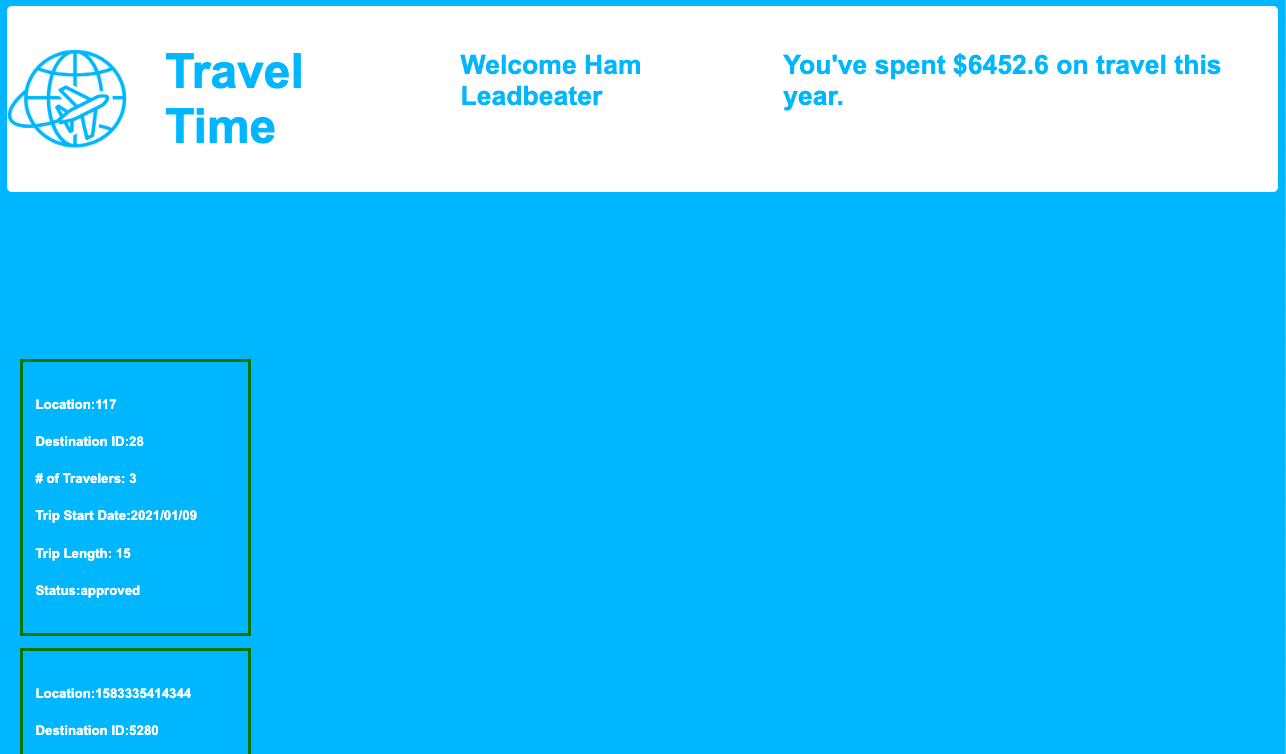 Travel
Time
Welcome Ham
Leadbeater
You've spent $6452.6 on travel this
year.
Location:117
Destination ID:28
# of Travelers: 3
Trip Start Date:2021/01/09
Trip Length: 15
Status:approved
Location:1583335414344
Destination ID:5280